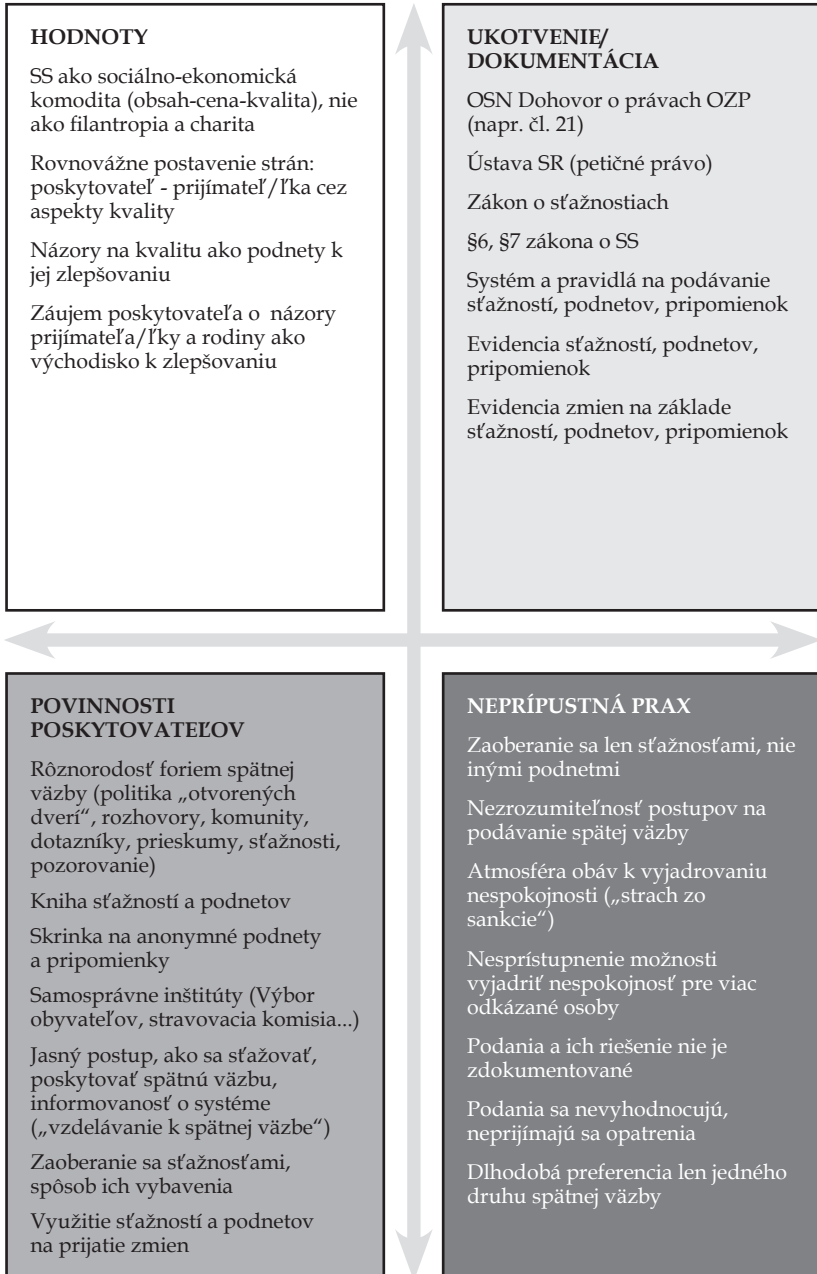 HODNOTY
SS ako sociálno-ekonomická
komodita (obsah-cena-kvalita), nie
ako filantropia a charita
Rovnovážne postavenie strán:
poskytovateľ - prijímateľ/ľka cez
aspekty kvality
Názory na kvalitu ako podnety k
jej zlepšovaniu
Záujem poskytovateľa o názory
prijímateľa/ľky a rodiny ako
východisko k zlepšovaniu
UKOTVENIE/
DOKUMENTÁCIA
OSN Dohovor o právach OZP
(napr. čl. 21)
Ústava SR (petičné právo)
Zákon o sťažnostiach
§6, §7 zákona o SS
Systém a pravidlá na podávanie
sťažností, podnetov, pripomienok
Evidencia sťažností, podnetov,
pripomienok
Evidencia zmien na základe
sťažností, podnetov, pripomienok
POVINNOSTI
POSKYTOVATEĽOV
Rôznorodosť foriem spätnej
väzby (politika „otvorených
dverí“, rozhovory, komunity,
dotazníky, prieskumy, sťažnosti,
pozorovanie)
Kniha sťažností a podnetov
Skrinka na anonymné podnety
a pripomienky
Samosprávne inštitúty (Výbor
obyvateľov, stravovacia komisia...)
Jasný postup, ako sa sťažovať,
poskytovať spätnú väzbu,
informovanosť o systéme
(„vzdelávanie k spätnej väzbe“)
Zaoberanie sa sťažnosťami,
spôsob ich vybavenia
Využitie sťažností a podnetov
na prijatie zmien
NEPRÍPUSTNÁ PRAX
Zaoberanie sa len sťažnosťami, nie
inými podnetmi
Nezrozumiteľnosť postupov na
podávanie spätej väzby
Atmosféra obáv k vyjadrovaniu
nespokojnosti („strach zo
sankcie“)
Nesprístupnenie možnosti
vyjadriť nespokojnosť pre viac
odkázané osoby
Podania a ich riešenie nie je
zdokumentované
Podania sa nevyhodnocujú,
neprijímajú sa opatrenia
Dlhodobá preferencia len jedného
druhu spätnej väzby